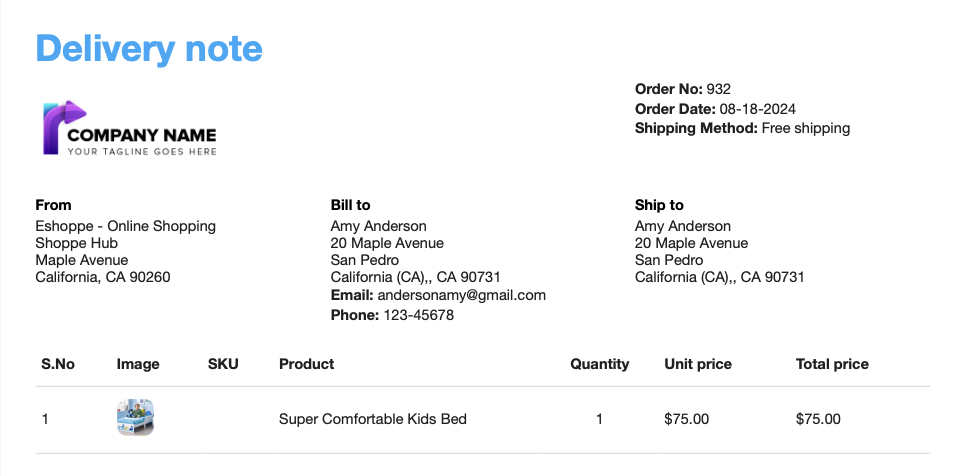 Delivery note
COMPANY NAME
YOUR TAGLINE GOES HERE
Order No: 932
Order Date: 08-18-2024
Shipping Method: Free shipping
From
Eshoppe - Online Shopping
Shoppe Hub
Maple Avenue
California, CA 90260
Bill to
Amy Anderson
20 Maple Avenue
San Pedro
California (CA),, CA 90731
Email: andersonamy@gmail.com
Phone: 123-45678
Ship to
Amy Anderson
20 Maple Avenue
San Pedro
California (CA),, CA 90731
S.No Image SKU Product Quantity Unit price Total price
1 Super Comfortable Kids Bed 1 $75.00 $75.00